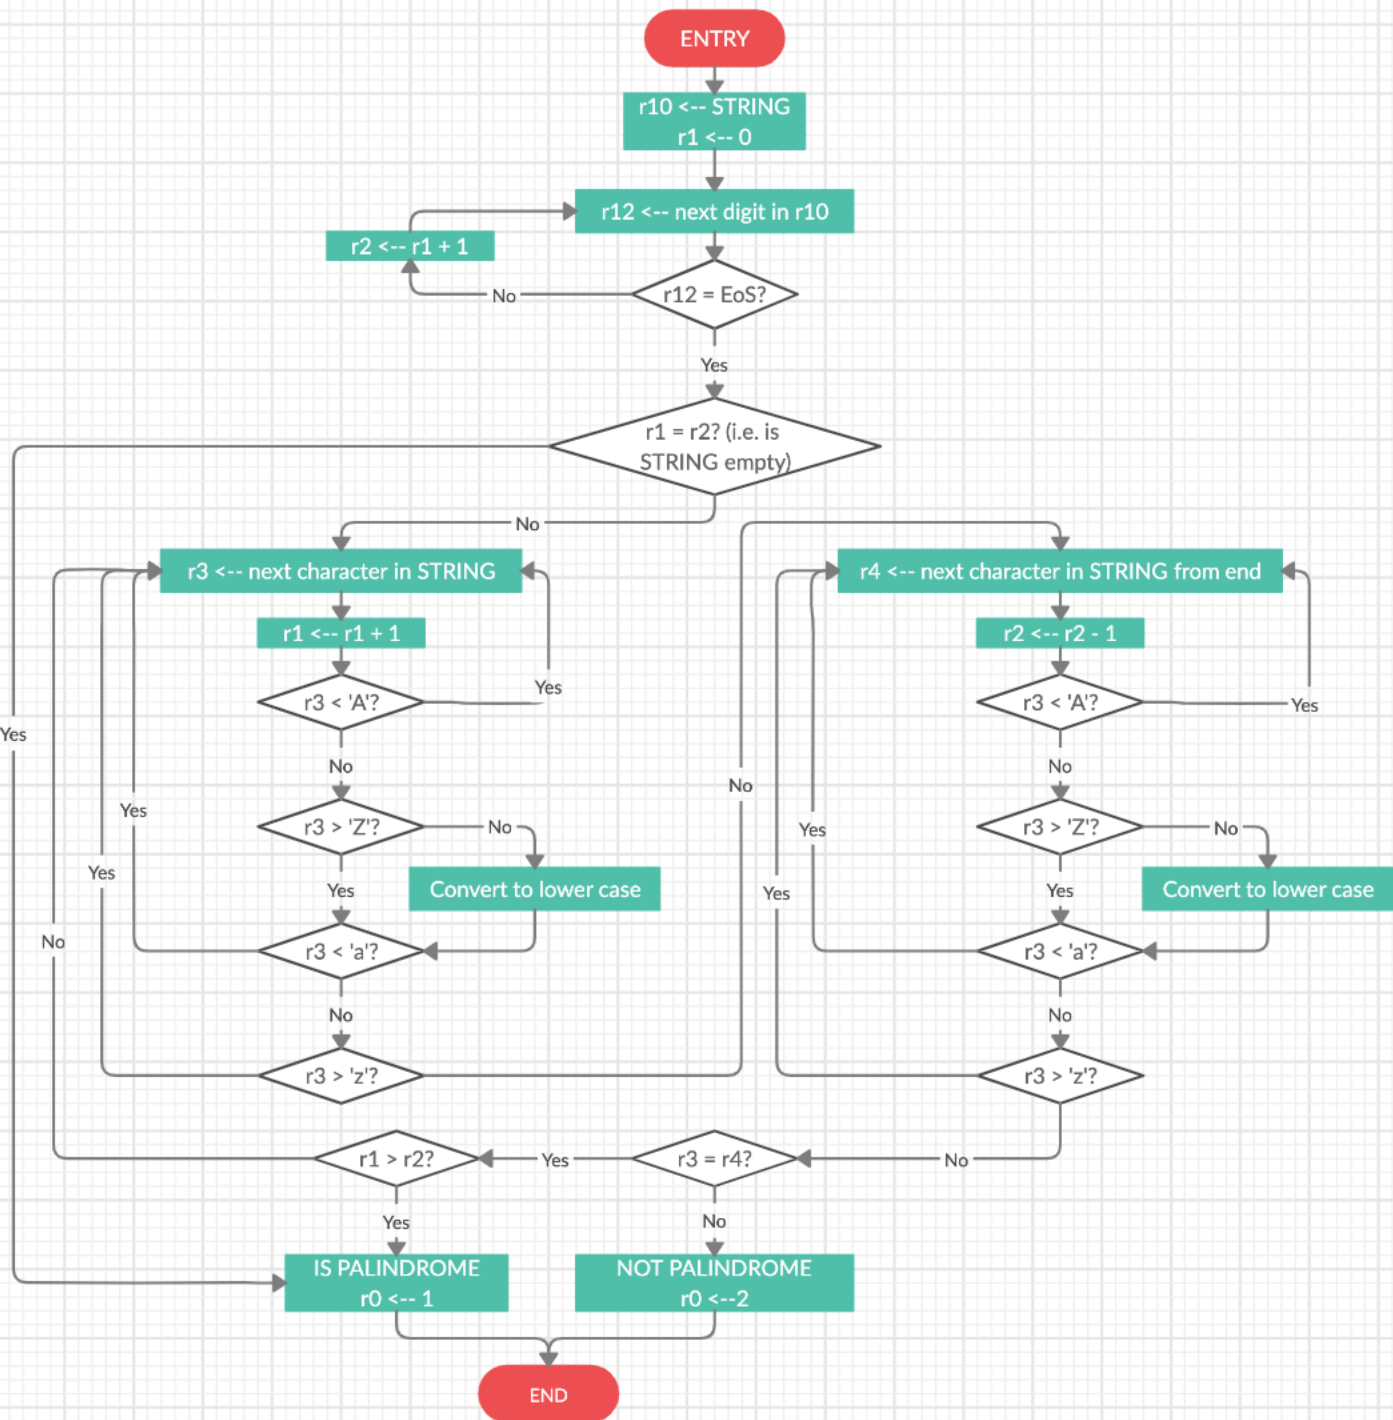 ENTRY
r10 <-- STRING
r1 <-- 0
r12 <-- next digit in r10
r2 <-- r1 + 1
No
r12 = EoS?
Yes
r1 = r2? (i.e. is
STRING empty)
No
r3 <-- next character in STRING
r4 <-- next character in STRING from end
r1 <-- r1 + 1
r2 <-- r2 - 1
Yes
r3 < 'A'?
r3 < 'A'?
Yes
Yes
No
No
No
Yes
r3 > 'Z'?
No
Yes
r3 > 'Z'?
No
Yes
Yes
Convert to lower case
Yes
Yes
Convert to lower case
No
r3 < 'a'?
r3 < 'a'?
No
No
r3 > 'z'?
r3 > 'z'?
r1 > r2?
Yes
r3 = r4?
No
Yes
No
IS PALINDROME
r0 <-- 1
NOT PALINDROME
r0 <--2
END